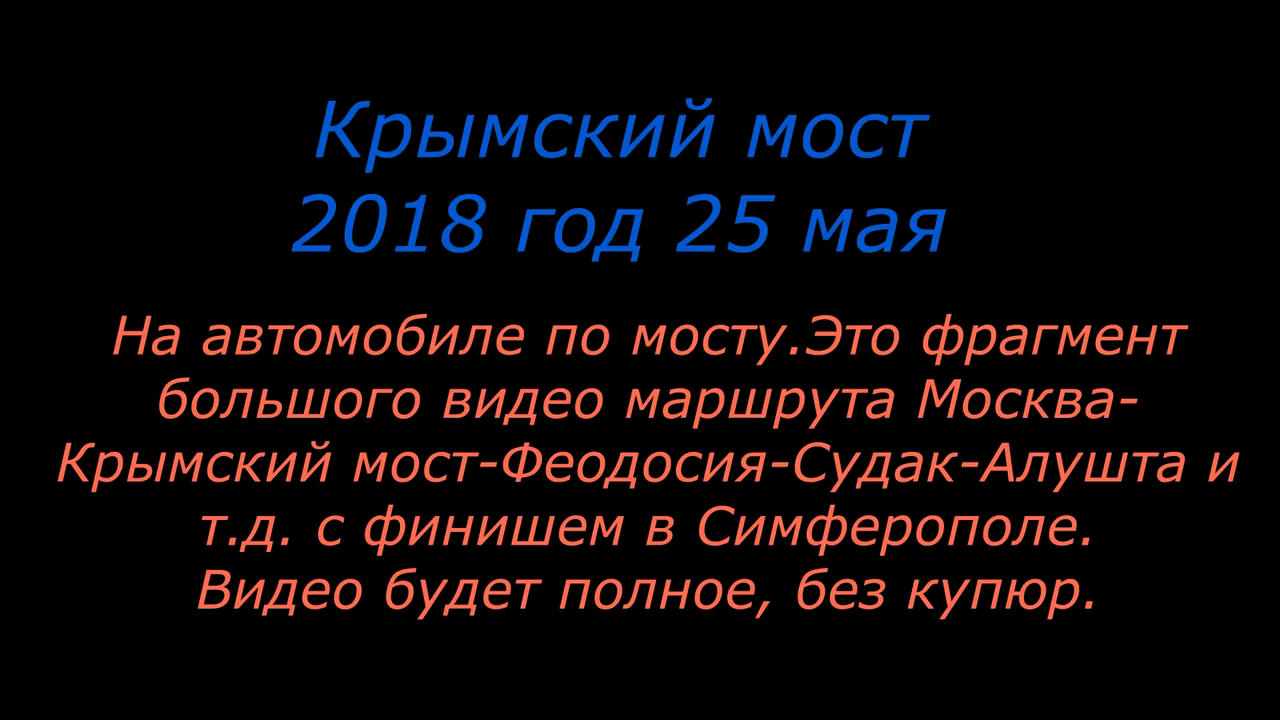 Крымский мост
2018 год 25 мая
На автомобиле по мосту.Это фрагмент
большого видео маршрута Москва-
Крымский мост-Феодосия-Судак-Алушта и
т.д. с финишем в Симферополе.
Видео будет полное, без купюр.